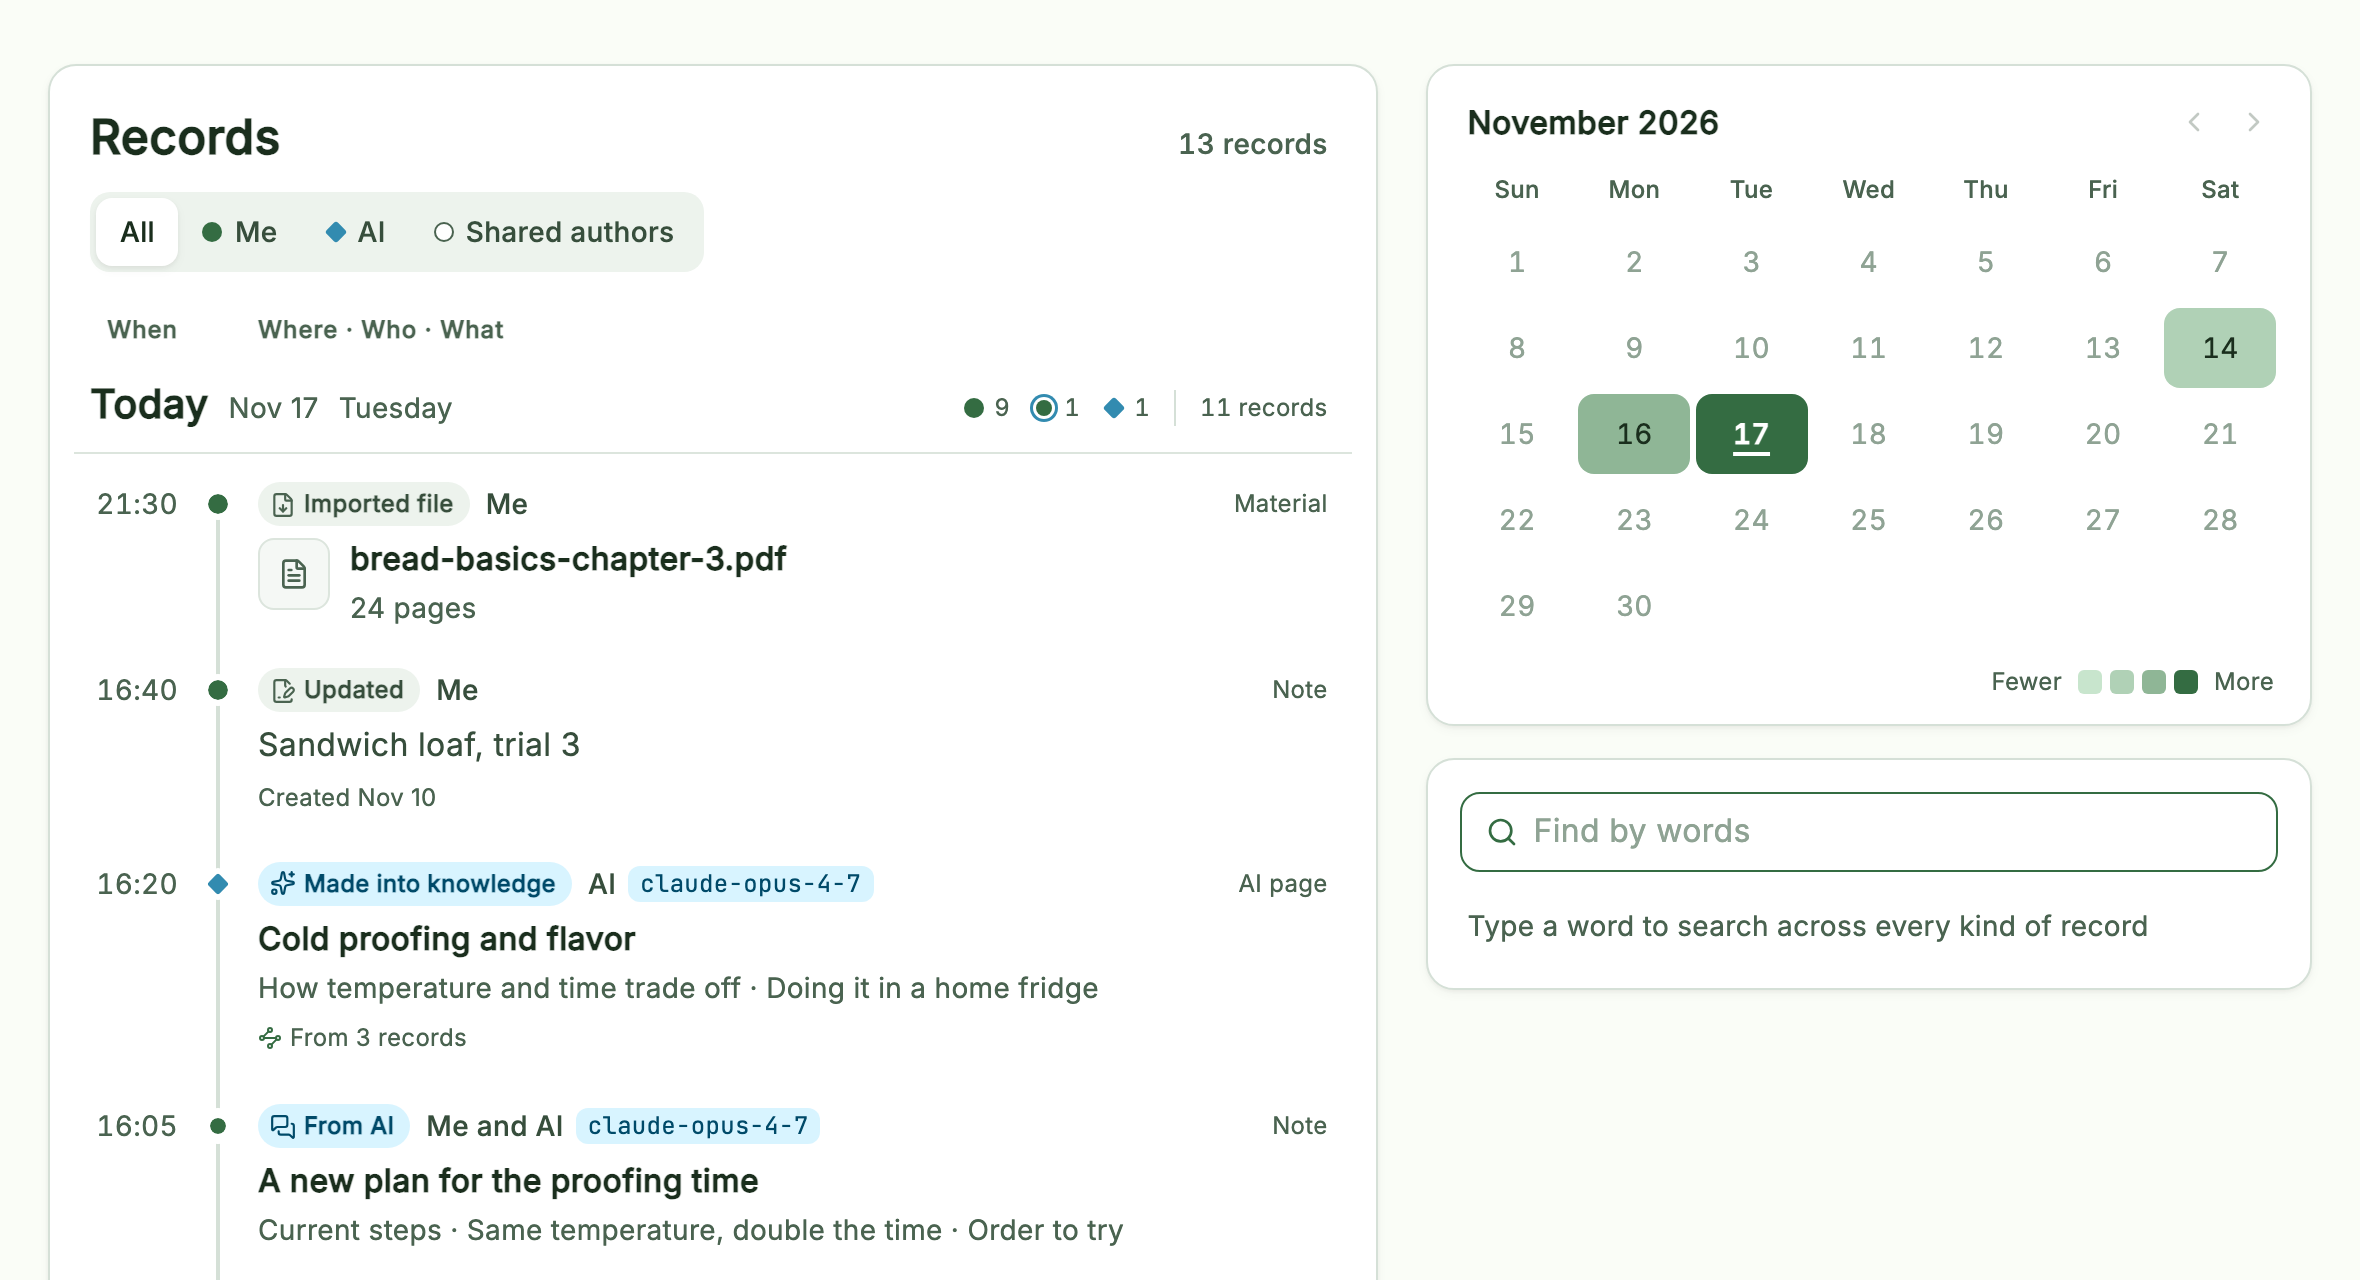 Records
13 records
All Me AI Shared authors
When Where · Who · What
Today Nov 17 Tuesday 9 1 1 11 records
21:30 Imported file Me Material
bread-basics-chapter-3.pdf
24 pages
16:40 Updated Me Note
Sandwich loaf, trial 3
Created Nov 10
16:20 Made into knowledge AI claude-opus-4-7 AI page
Cold proofing and flavor
How temperature and time trade off · Doing it in a home fridge
From 3 records
16:05 From AI Me and AI claude-opus-4-7 Note
A new plan for the proofing time
Current steps · Same temperature, double the time · Order to try
November 2026
Sun Mon Tue Wed Thu Fri Sat
1 2 3 4 5 6 7
8 9 10 11 12 13 14
15 16 17 18 19 20 21
22 23 24 25 26 27 28
29 30
Fewer More
Find by words
Type a word to search across every kind of record